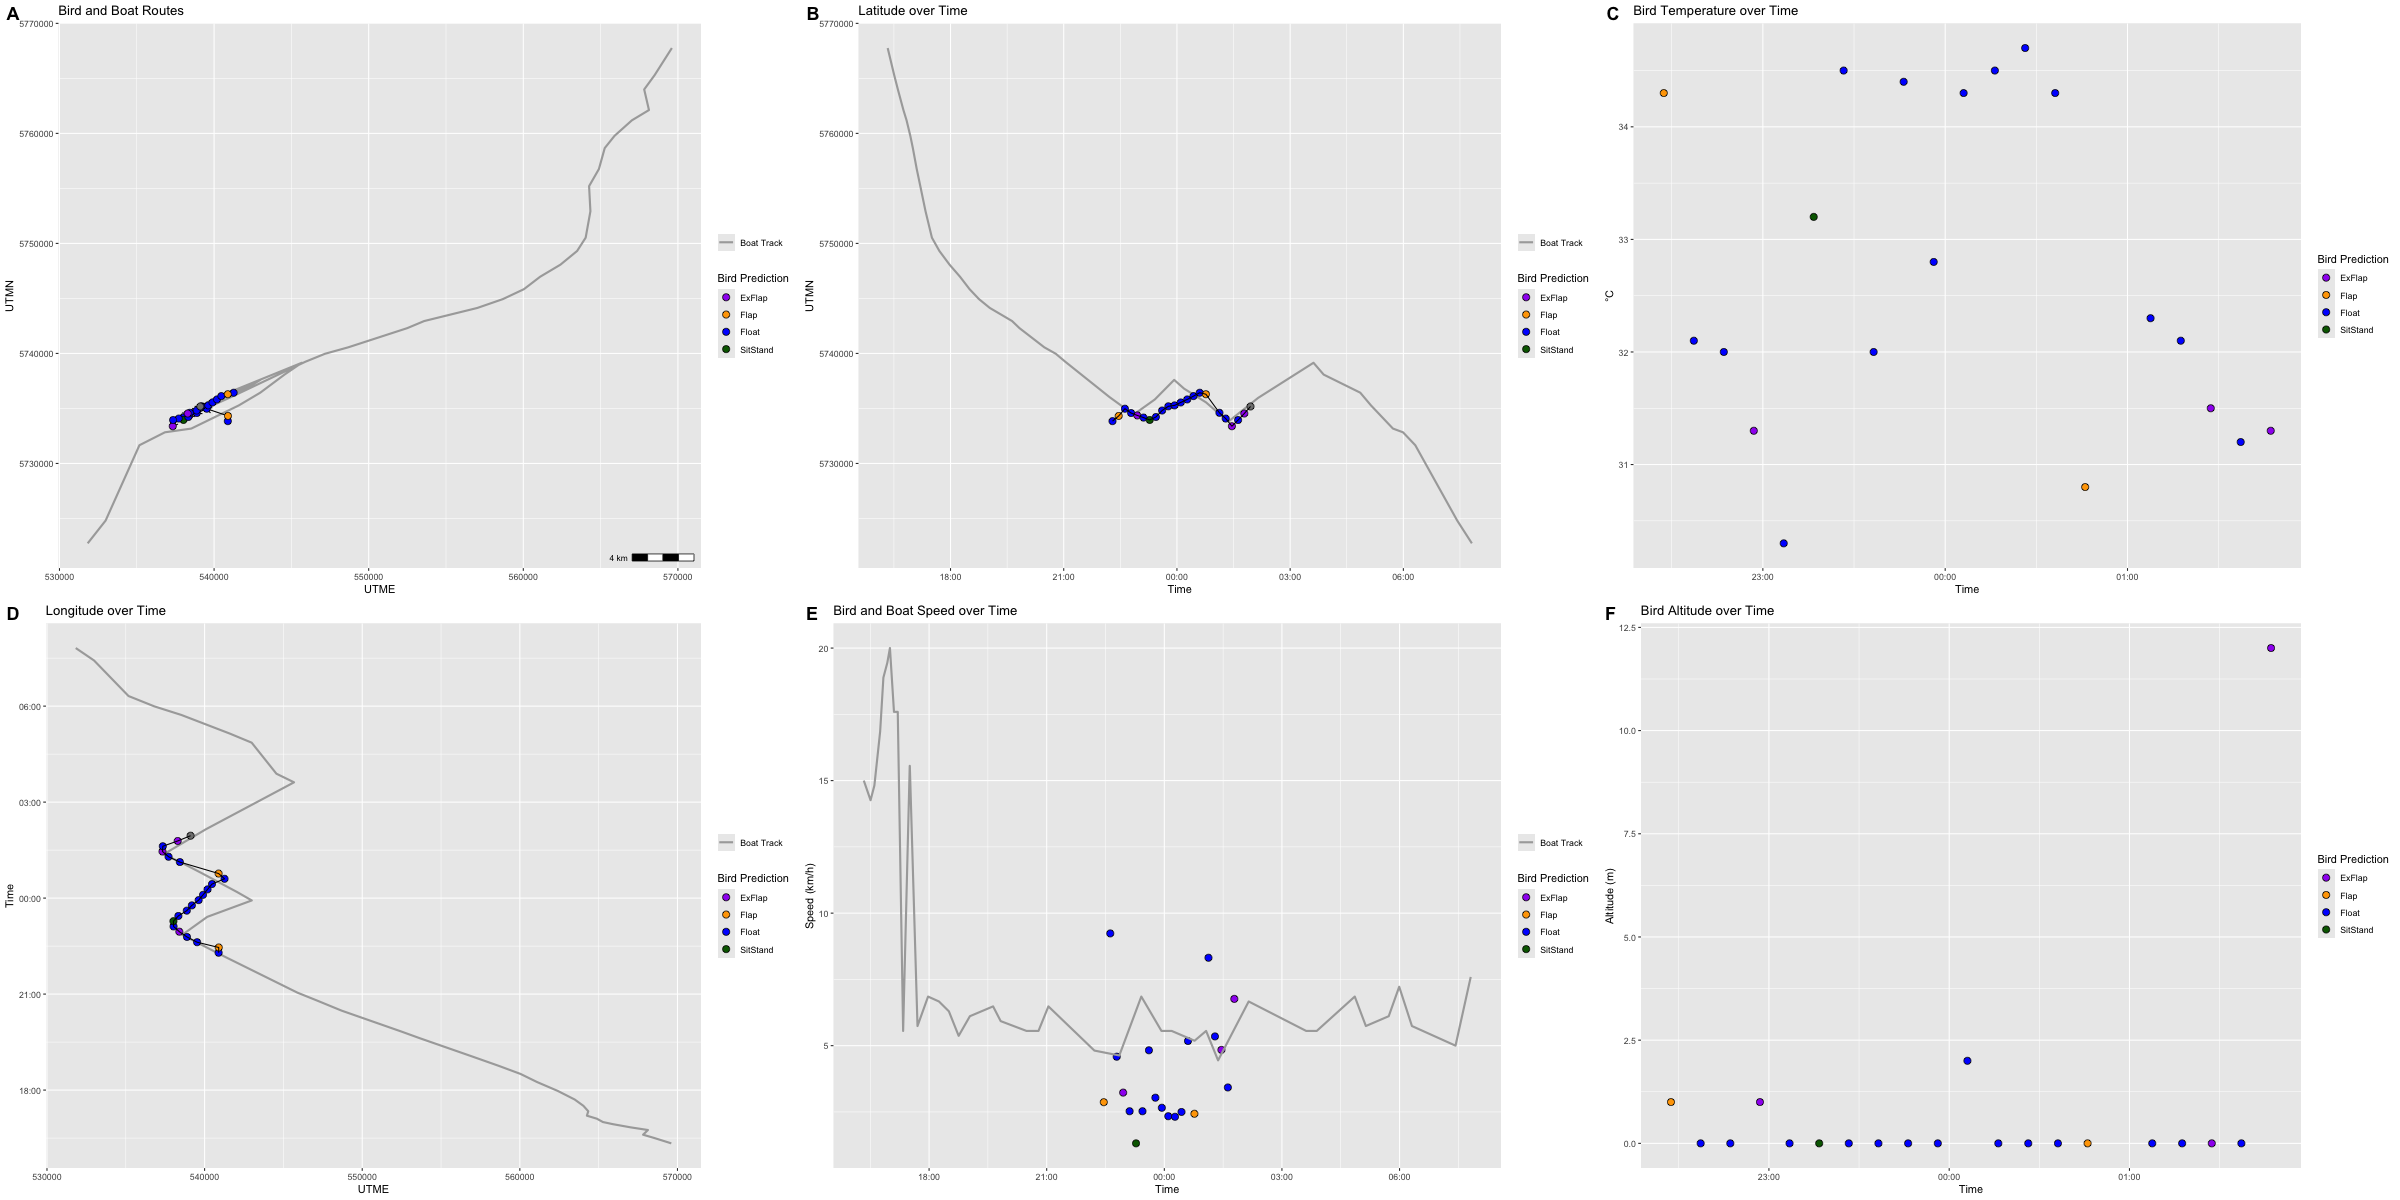 A Bird and Boat Routes
5770000
5760000
5750000
5740000
5730000
UTMN
530000 540000 550000 560000 570000
UTME
4 km
Boat Track
Bird Prediction
ExFlap
Flap
Float
SitStand
B Latitude over Time
5770000
5760000
5750000
5740000
5730000
UTMN
18:00 21:00 00:00 03:00 06:00
Time
Boat Track
Bird Prediction
ExFlap
Flap
Float
SitStand
C Bird Temperature over Time
34
33
32
31
°C
23:00 00:00 01:00
Time
Bird Prediction
ExFlap
Flap
Float
SitStand
D Longitude over Time
06:00
03:00
00:00
21:00
18:00
Time
530000 540000 550000 560000 570000
UTME
Boat Track
Bird Prediction
ExFlap
Flap
Float
SitStand
E Bird and Boat Speed over Time
20
15
10
5
Speed (km/h)
18:00 21:00 00:00 03:00 06:00
Time
Boat Track
Bird Prediction
ExFlap
Flap
Float
SitStand
F Bird Altitude over Time
12.5
10.0
7.5
5.0
2.5
0.0
Altitude (m)
23:00 00:00 01:00
Time
Bird Prediction
ExFlap
Flap
Float
SitStand